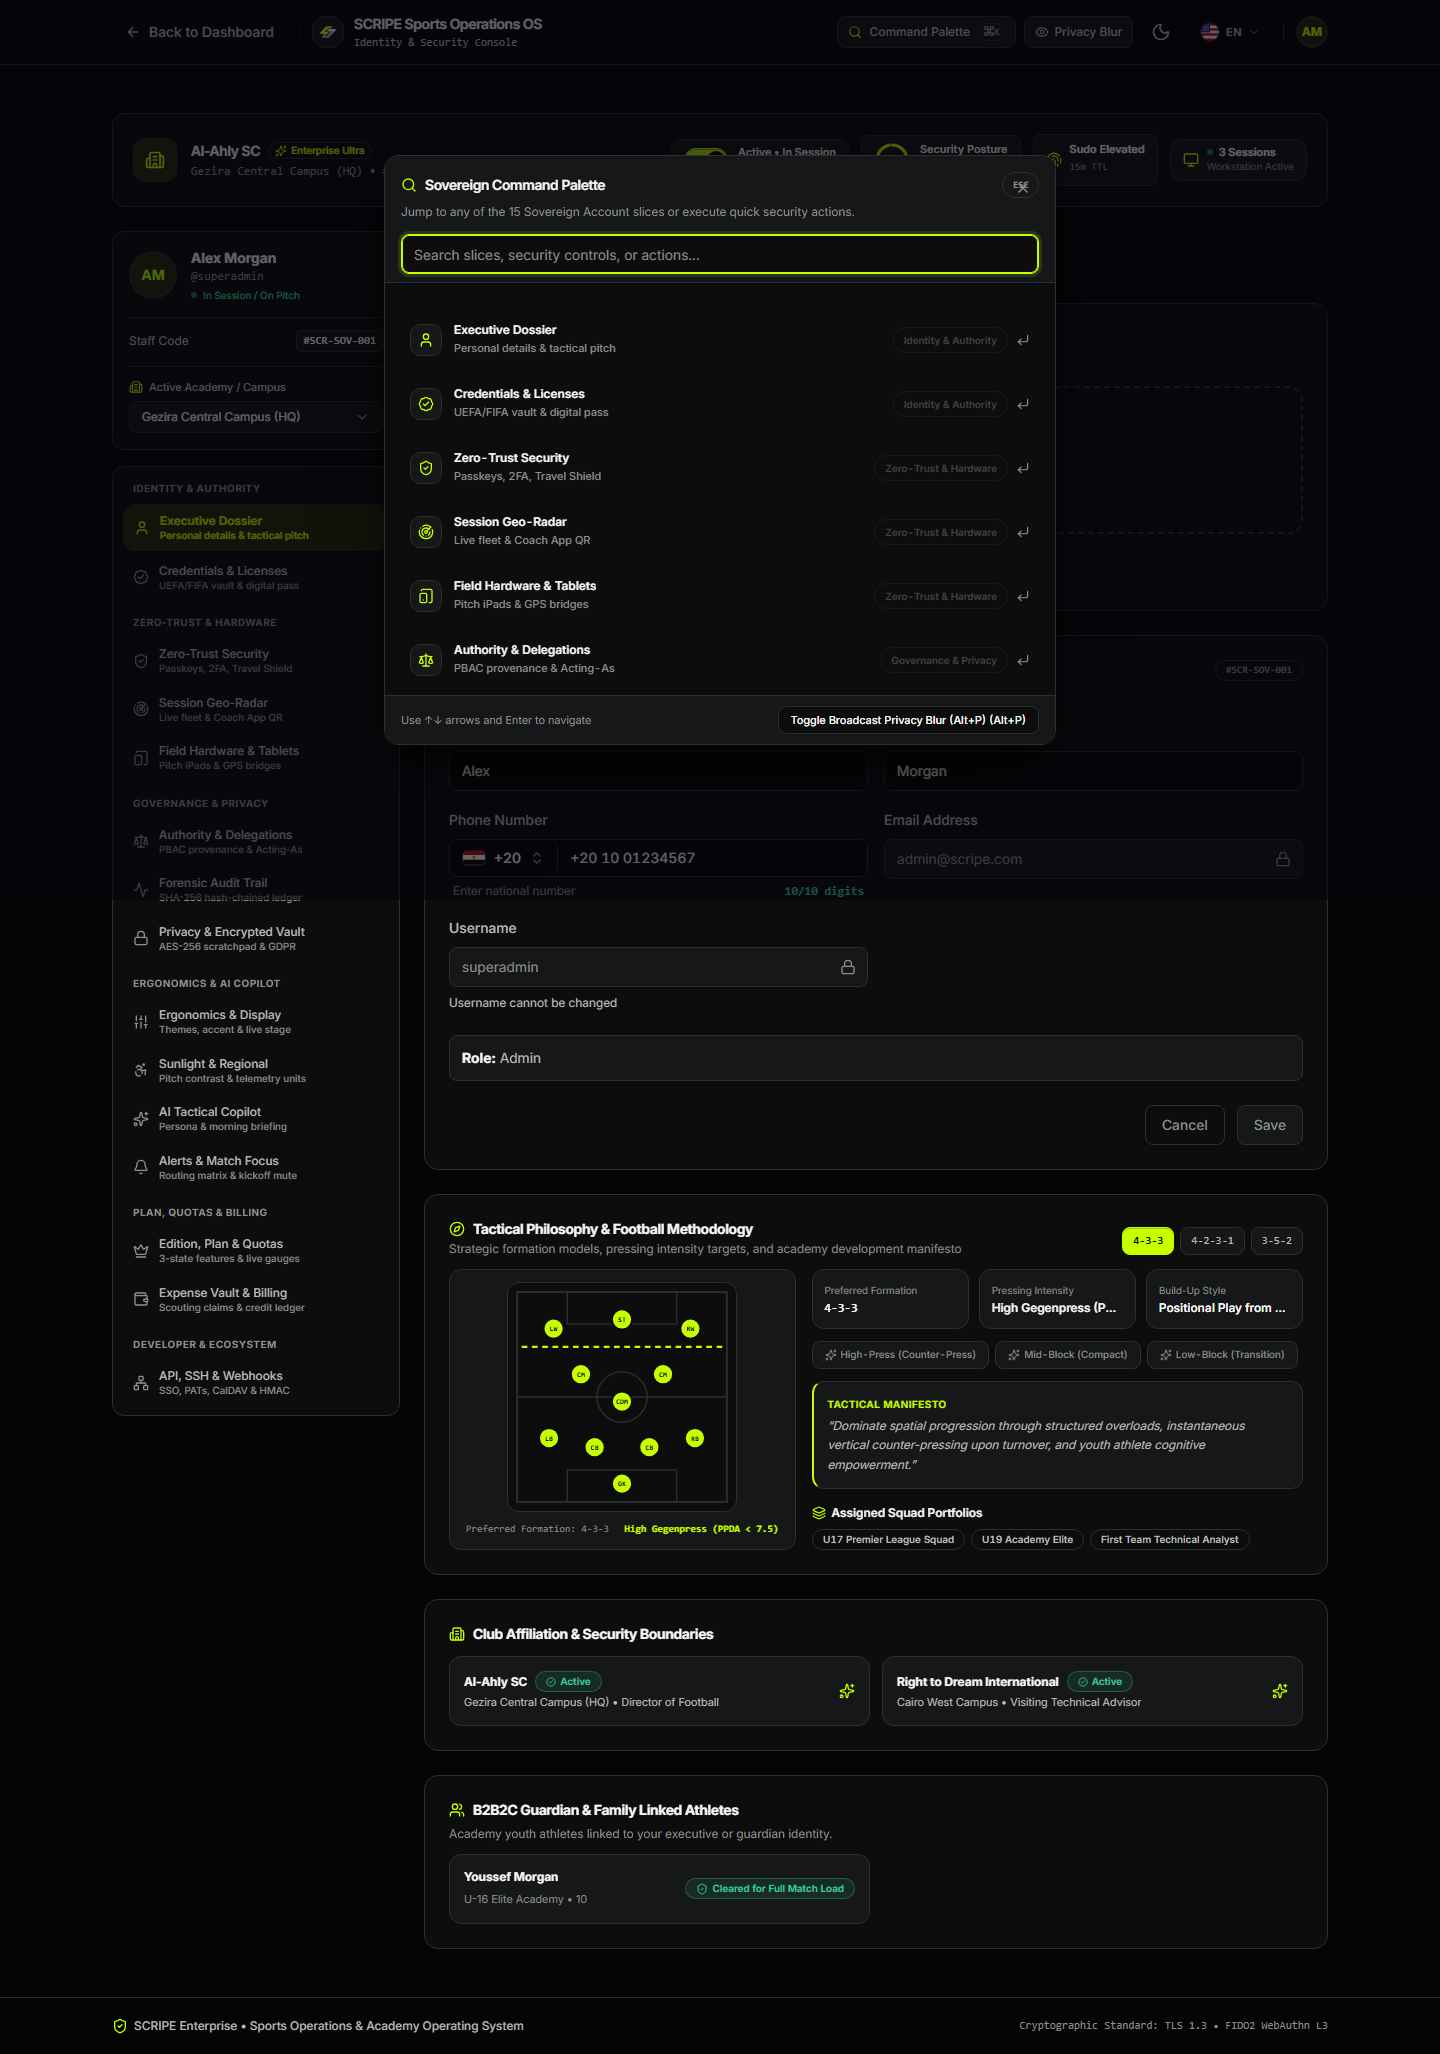 Back to Dashboard
SCRIPE Sports Operations OS
Identity & Security Console
Command Palette ⌘K
Privacy Blur
EN
AM
Al-Ahly SC
Enterprise Ultra
Gezira Central Campus (HQ) •
Active • In Session
Security Posture
Sudo Elevated
15m TTL
3 Sessions
Workstation Active
Sovereign Command Palette
ESC
Jump to any of the 15 Sovereign Account slices or execute quick security actions.
Search slices, security controls, or actions...
Executive Dossier
Personal details & tactical pitch
Identity & Authority
Credentials & Licenses
UEFA/FIFA vault & digital pass
Identity & Authority
Zero-Trust Security
Passkeys, 2FA, Travel Shield
Zero-Trust & Hardware
Session Geo-Radar
Live fleet & Coach App QR
Zero-Trust & Hardware
Field Hardware & Tablets
Pitch iPads & GPS bridges
Zero-Trust & Hardware
Authority & Delegations
PBAC provenance & Acting-As
Governance & Privacy
Use ↑↓ arrows and Enter to navigate
Toggle Broadcast Privacy Blur (Alt+P) (Alt+P)
AM
Alex Morgan
@superadmin
In Session / On Pitch
Staff Code
#SCR-SOV-001
Active Academy / Campus
Gezira Central Campus (HQ)
IDENTITY & AUTHORITY
Executive Dossier
Personal details & tactical pitch
Credentials & Licenses
UEFA/FIFA vault & digital pass
ZERO-TRUST & HARDWARE
Zero-Trust Security
Passkeys, 2FA, Travel Shield
Session Geo-Radar
Live fleet & Coach App QR
Field Hardware & Tablets
Pitch iPads & GPS bridges
GOVERNANCE & PRIVACY
Authority & Delegations
PBAC provenance & Acting-As
Forensic Audit Trail
SHA-256 hash-chained ledger
Privacy & Encrypted Vault
AES-256 scratchpad & GDPR
ERGONOMICS & AI COPILOT
Ergonomics & Display
Themes, accent & live stage
Sunlight & Regional
Pitch contrast & telemetry units
AI Tactical Copilot
Persona & morning briefing
Alerts & Match Focus
Routing matrix & kickoff mute
PLAN, QUOTAS & BILLING
Edition, Plan & Quotas
3-state features & live gauges
Expense Vault & Billing
Scouting claims & credit ledger
DEVELOPER & ECOSYSTEM
API, SSH & Webhooks
SSO, PATs, CalDAV & HMAC
#SCR-SOV-001
Alex
Morgan
Phone Number
Email Address
+20
+20 10 01234567
admin@scripe.com
Enter national number
10/10 digits
Username
superadmin
Username cannot be changed
Role: Admin
Cancel
Save
Tactical Philosophy & Football Methodology
Strategic formation models, pressing intensity targets, and academy development manifesto
4-3-3
4-2-3-1
3-5-2
LW
ST
RW
CM
CM
CDM
LB
CB
CB
RB
GK
Preferred Formation: 4-3-3
High Gegenpress (PPDA < 7.5)
Preferred Formation
4-3-3
Pressing Intensity
High Gegenpress (P...
Build-Up Style
Positional Play from ...
High-Press (Counter-Press)
Mid-Block (Compact)
Low-Block (Transition)
TACTICAL MANIFESTO
"Dominate spatial progression through structured overloads, instantaneous
vertical counter-pressing upon turnover, and youth athlete cognitive
empowerment."
Assigned Squad Portfolios
U17 Premier League Squad
U19 Academy Elite
First Team Technical Analyst
Club Affiliation & Security Boundaries
Al-Ahly SC
Active
Gezira Central Campus (HQ) • Director of Football
Right to Dream International
Active
Cairo West Campus • Visiting Technical Advisor
B2B2C Guardian & Family Linked Athletes
Academy youth athletes linked to your executive or guardian identity.
Youssef Morgan
U-16 Elite Academy • 10
Cleared for Full Match Load
SCRIPE Enterprise • Sports Operations & Academy Operating System
Cryptographic Standard: TLS 1.3 • FIDO2 WebAuthn L3